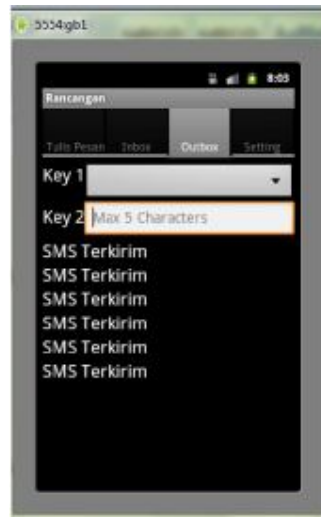 5554:gb1
8:03
Rancangan
Tulis Pesan Inbox Outbox Setting
Key 1
Key 2 Max 5 Characters
SMS Terkirim
SMS Terkirim
SMS Terkirim
SMS Terkirim
SMS Terkirim
SMS Terkirim